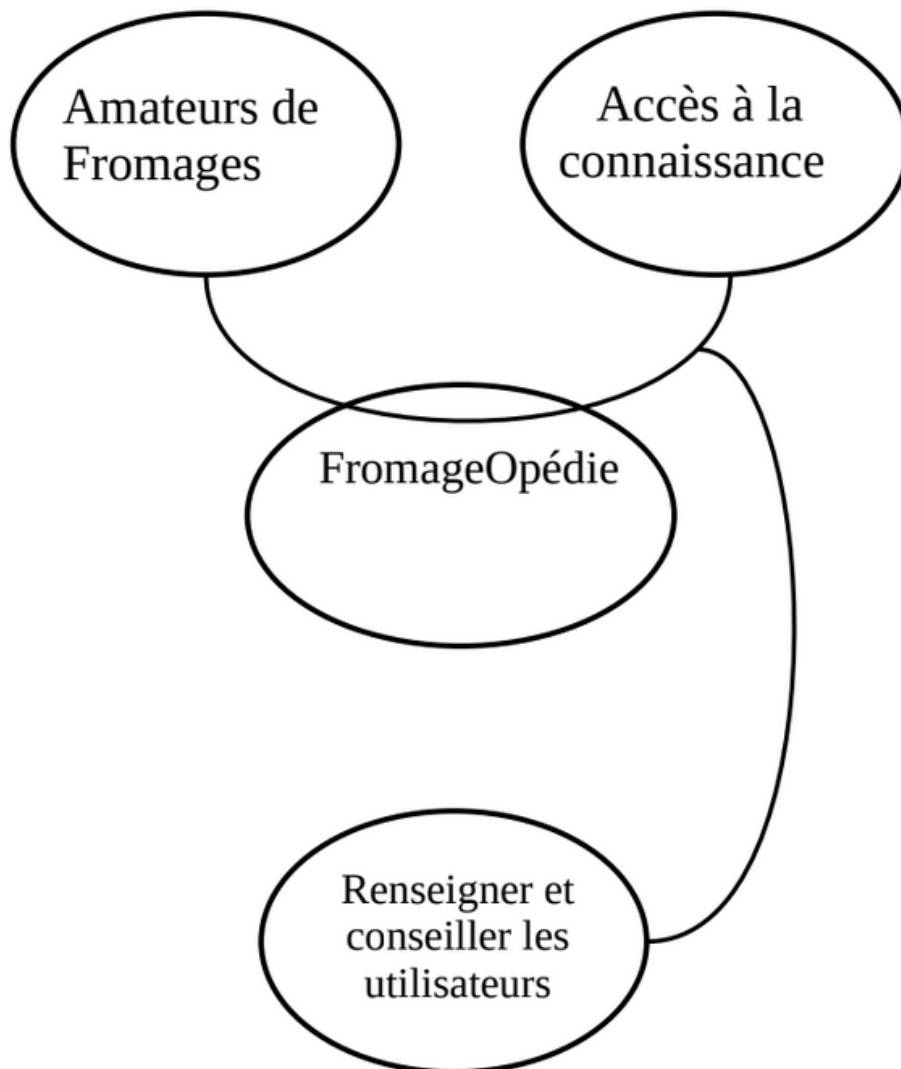 Amateurs de
Fromages
Accès à la
connaissance
FromageOpédie
Renseigner et
conseiller les
utilisateurs